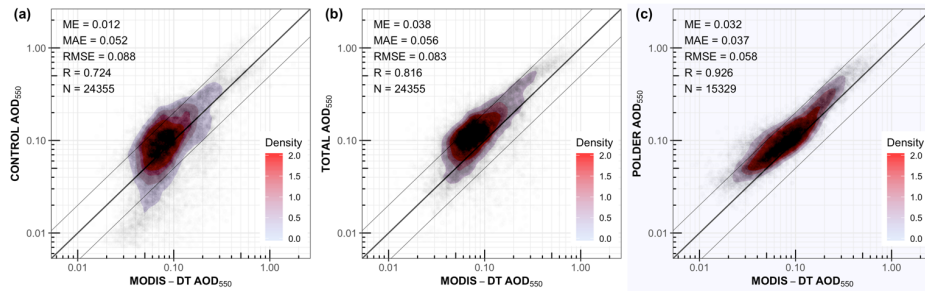 (a)
ME = 0.012
MAE = 0.052
RMSE = 0.088
R = 0.724
N = 24355
1.00
0.10
0.01
CONTROL AOD550
Density
2.0
1.5
1.0
0.5
0.0
0.01 0.10 1.00
MODIS – DT AOD550
(b)
ME = 0.038
MAE = 0.056
RMSE = 0.083
R = 0.816
N = 24355
1.00
0.10
0.01
TOTAL AOD550
Density
2.0
1.5
1.0
0.5
0.0
0.01 0.10 1.00
MODIS – DT AOD550
(c)
ME = 0.032
MAE = 0.037
RMSE = 0.058
R = 0.926
N = 15329
1.00
0.10
0.01
POLDER AOD550
Density
2.0
1.5
1.0
0.5
0.0
0.01 0.10 1.00
MODIS – DT AOD550